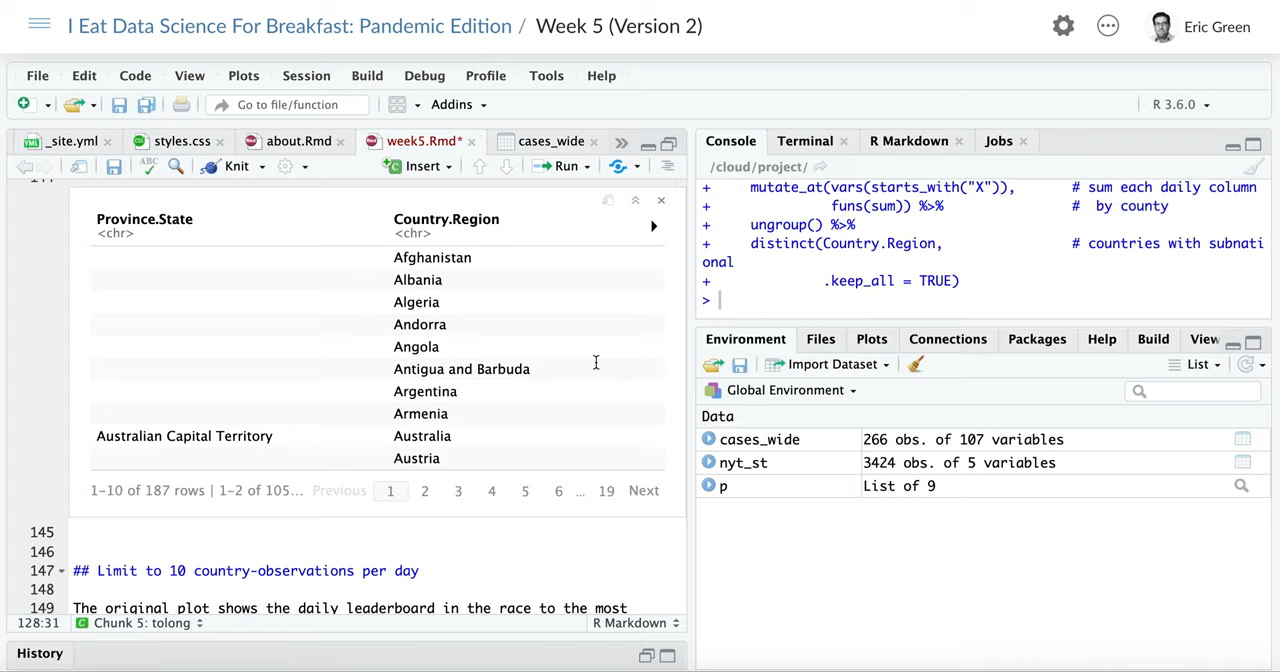 I Eat Data Science For Breakfast: Pandemic Edition / Week 5 (Version 2)
Eric Green
File Edit Code View Plots Session Build Debug Profile Tools Help
Go to file/function Addins R 3.6.0
_site.yml styles.css about.Rmd week5.Rmd* cases_wide
Knit Insert Run
Province.State Country.Region
<chr> <chr>
Afghanistan
Albania
Algeria
Andorra
Angola
Antigua and Barbuda
Argentina
Armenia
Australian Capital Territory Australia
Austria
1-10 of 187 rows | 1-2 of 105... Previous 1 2 3 4 5 6 ... 19 Next
145
146
147 ## Limit to 10 country-observations per day
148
149 The original plot shows the daily leaderboard in the race to the most
128:31 Chunk 5: tolong R Markdown
History
Console Terminal R Markdown Jobs
/cloud/project/
+ mutate_at(vars(starts_with("X")), # sum each daily column
+ funs(sum)) %>% # by county
+ ungroup() %>%
+ distinct(Country.Region, # countries with subnati
onal
+ .keep_all = TRUE)
>
Environment Files Plots Connections Packages Help Build View
Import Dataset List
Global Environment
Data
cases_wide 266 obs. of 107 variables
nyt_st 3424 obs. of 5 variables
p List of 9